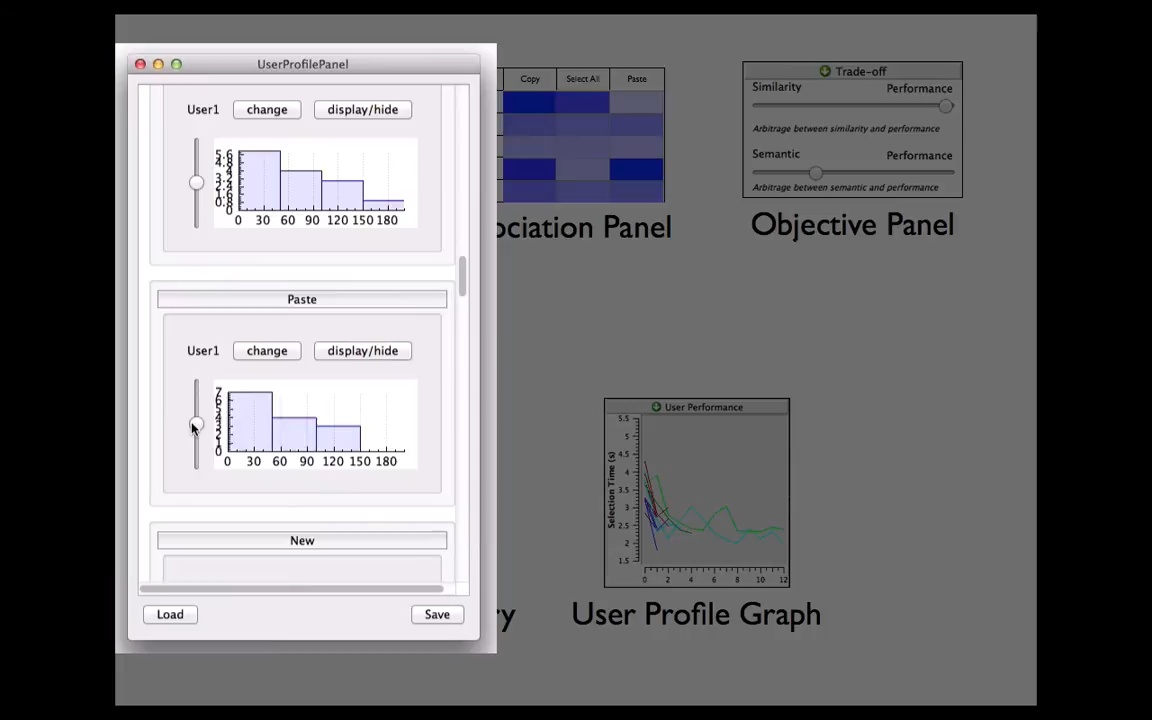 UserProfilePanel
User1 change display/hide
5.6
4.8
4
3.2
2.4
1.6
0.8
0
0 30 60 90 120 150 180
Paste
User1 change display/hide
7
6
5
4
3
2
1
0
0 30 60 90 120 150 180
New
Load Save
Copy Select All Paste
ociation Panel
Trade-off
Similarity Performance
Arbitrage between similarity and performance
Semantic Performance
Arbitrage between semantic and performance
Objective Panel
ry
User Performance
Selection Time (s)
5.5
5
4.5
4
3.5
3
2.5
2
1.5
0 2 4 6 8 10 12
User Profile Graph